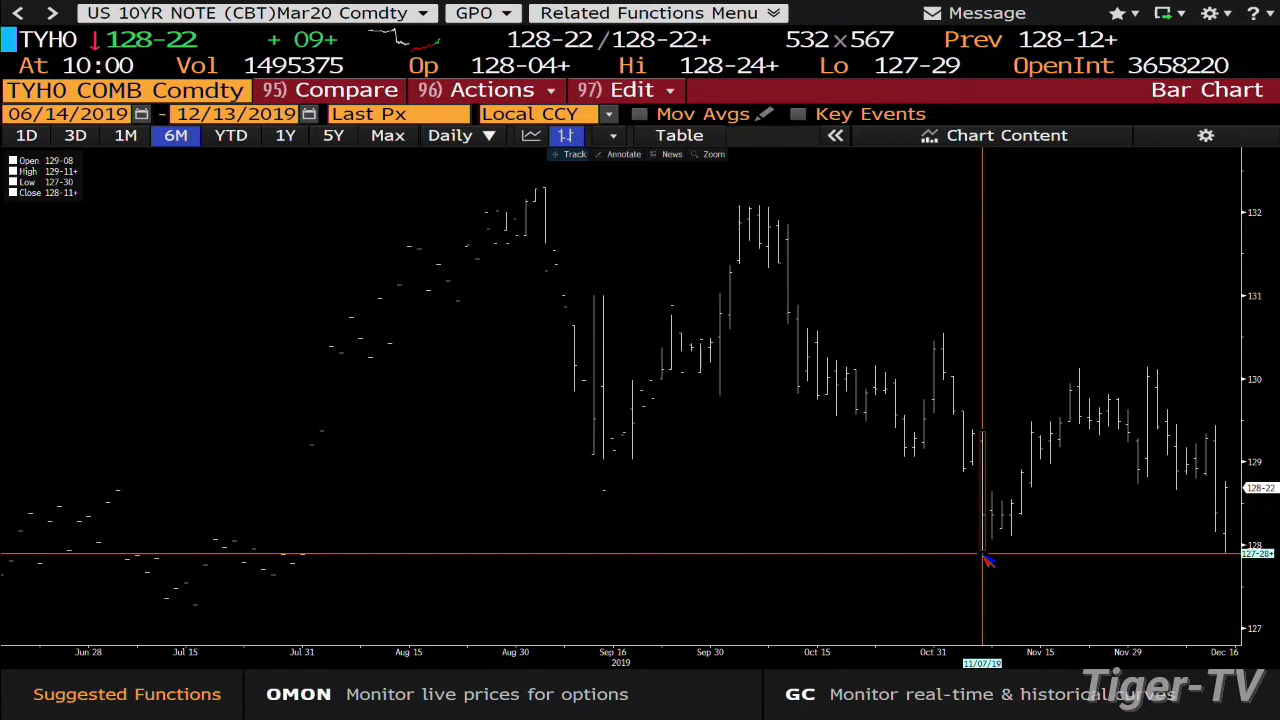 US 10YR NOTE (CBT)Mar20 Comdty GPO Related Functions Menu Message ?
TYH0 ↓128-22 + 09+ 128-22 /128-22+ 532x567 Prev 128-12+
At 10:00 Vol 1495375 Op 128-04+ Hi 128-24+ Lo 127-29 OpenInt 3658220
TYH0 COMB Comdty 95) Compare 96) Actions 97) Edit Bar Chart
06/14/2019 - 12/13/2019 Last Px Local CCY Mov Avgs Key Events
1D 3D 1M 6M YTD 1Y 5Y Max Daily ▼ Table « Chart Content
Track Annotate News Zoom
Open 129-08
High 129-11+
Low 127-30
Close 128-11+
132
131
130
129
128-22
128
127-28+
127
Jun 28 Jul 15 Jul 31 Aug 15 Aug 30 Sep 16 Sep 30 Oct 15 Oct 31 Nov 15 Nov 29 Dec 16
2019 11/07/19
Suggested Functions OMON Monitor live prices for options GC Monitor real-time & historical curves
Tiger-TV